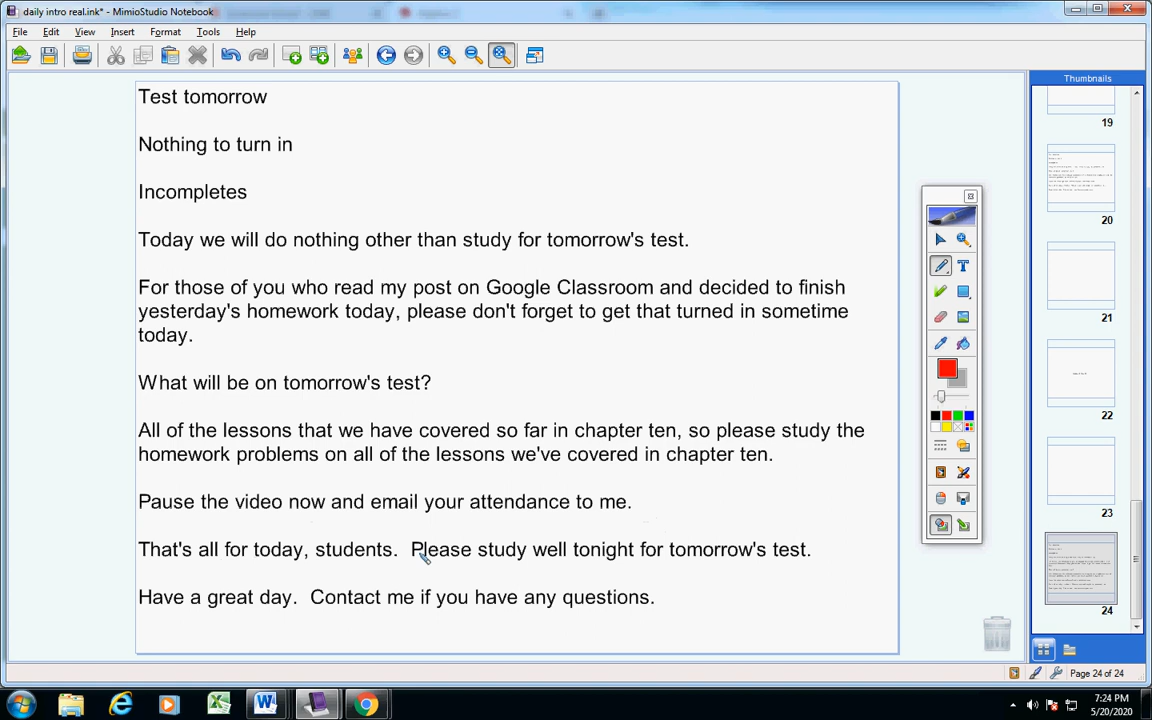 daily intro real.ink* - MimioStudio Notebook
File Edit View Insert Format Tools Help
Test tomorrow
Nothing to turn in
Incompletes
Today we will do nothing other than study for tomorrow's test.
For those of you who read my post on Google Classroom and decided to finish
yesterday's homework today, please don't forget to get that turned in sometime
today.
What will be on tomorrow's test?
All of the lessons that we have covered so far in chapter ten, so please study the
homework problems on all of the lessons we've covered in chapter ten.
Pause the video now and email your attendance to me.
That's all for today, students.  Please study well tonight for tomorrow's test.
Have a great day.  Contact me if you have any questions.
Thumbnails
19
20
21
22
23
24
Page 24 of 24
7:24 PM
5/20/2020